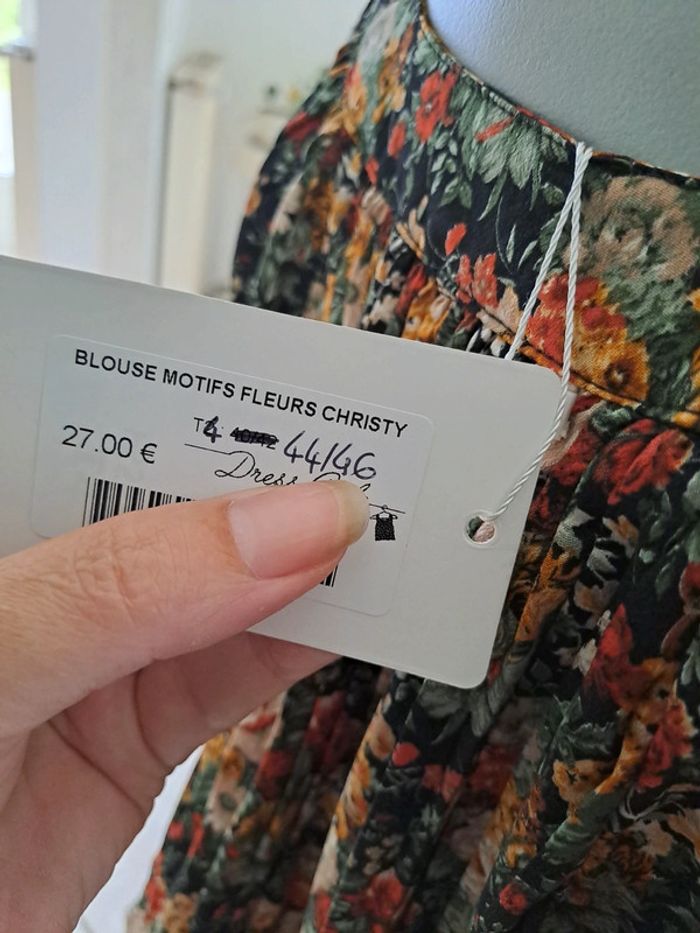 BLOUSE MOTIFS FLEURS CHRISTY
T4 40/42 44/46
27.00 €
Dress